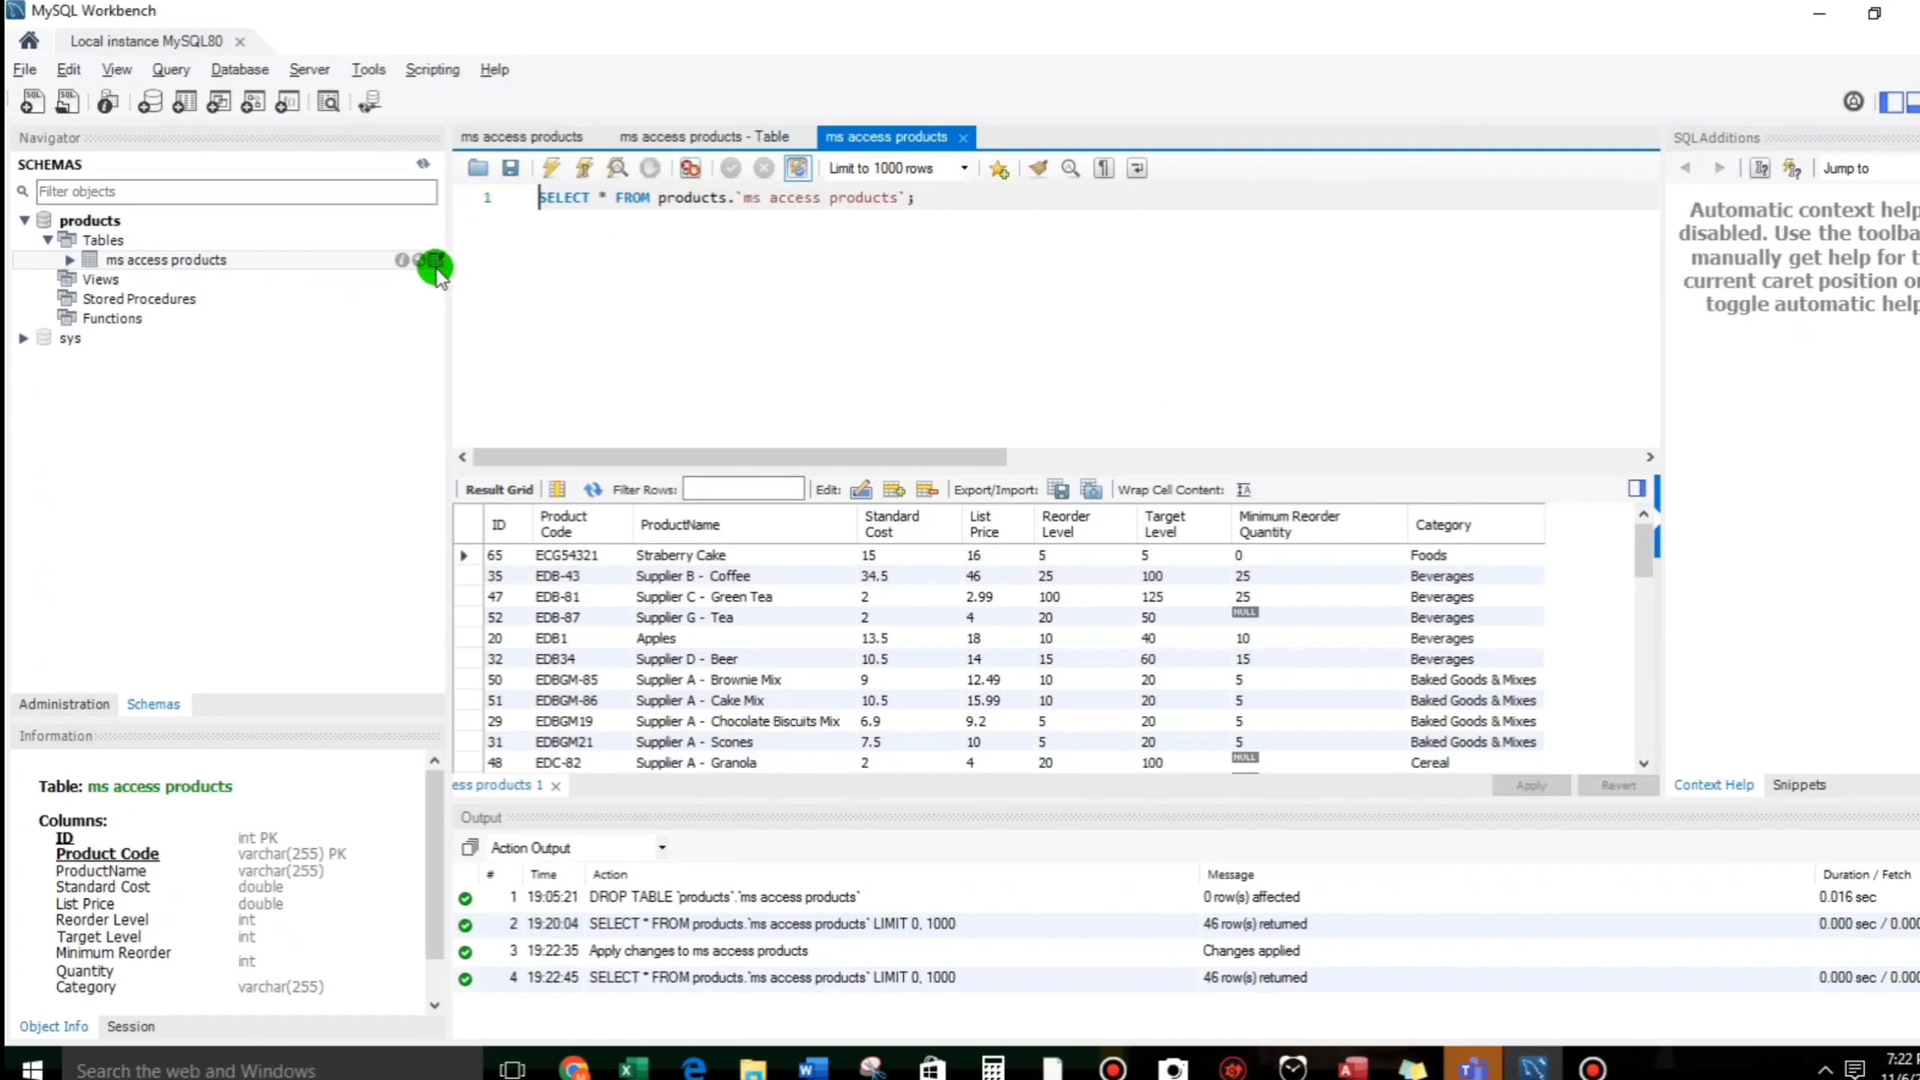 MySQL Workbench
Local instance MySQL80
File Edit View Query Database Server Tools Scripting Help
Navigator
SCHEMAS
Filter objects
products
Tables
ms access products
Views
Stored Procedures
Functions
sys
Administration Schemas
Information
Table: ms access products
Columns:
ID int PK
Product Code varchar(255) PK
ProductName varchar(255)
Standard Cost double
List Price double
Reorder Level int
Target Level int
Minimum Reorder
Quantity int
Category varchar(255)
Object Info Session
ms access products ms access products - Table ms access products
Limit to 1000 rows
1 SELECT * FROM products.`ms access products`;
Result Grid Filter Rows: Edit: Export/Import: Wrap Cell Content:
ID Product Code ProductName Standard Cost List Price Reorder Level Target Level Minimum Reorder Quantity Category
65 ECG54321 Straberry Cake 15 16 5 5 0 Foods
35 EDB-43 Supplier B - Coffee 34.5 46 25 100 25 Beverages
47 EDB-81 Supplier C - Green Tea 2 2.99 100 125 25 Beverages
52 EDB-87 Supplier G - Tea 2 4 20 50 NULL Beverages
20 EDB1 Apples 13.5 18 10 40 10 Beverages
32 EDB34 Supplier D - Beer 10.5 14 15 60 15 Beverages
50 EDBGM-85 Supplier A - Brownie Mix 9 12.49 10 20 5 Baked Goods & Mixes
51 EDBGM-86 Supplier A - Cake Mix 10.5 15.99 10 20 5 Baked Goods & Mixes
29 EDBGM19 Supplier A - Chocolate Biscuits Mix 6.9 9.2 5 20 5 Baked Goods & Mixes
31 EDBGM21 Supplier A - Scones 7.5 10 5 20 5 Baked Goods & Mixes
48 EDC-82 Supplier A - Granola 2 4 20 100 NULL Cereal
ess products 1
Apply Revert
Output
Action Output
# Time Action Message Duration / Fetch
1 19:05:21 DROP TABLE `products`.`ms access products` 0 row(s) affected 0.016 sec
2 19:20:04 SELECT * FROM products.`ms access products` LIMIT 0, 1000 46 row(s) returned 0.000 sec / 0.000
3 19:22:35 Apply changes to ms access products Changes applied
4 19:22:45 SELECT * FROM products.`ms access products` LIMIT 0, 1000 46 row(s) returned 0.000 sec / 0.000
SQLAdditions
Jump to
Automatic context help
disabled. Use the toolba
manually get help for t
current caret position o
toggle automatic help
Context Help Snippets
Search the web and Windows
7:22 P
11/6/